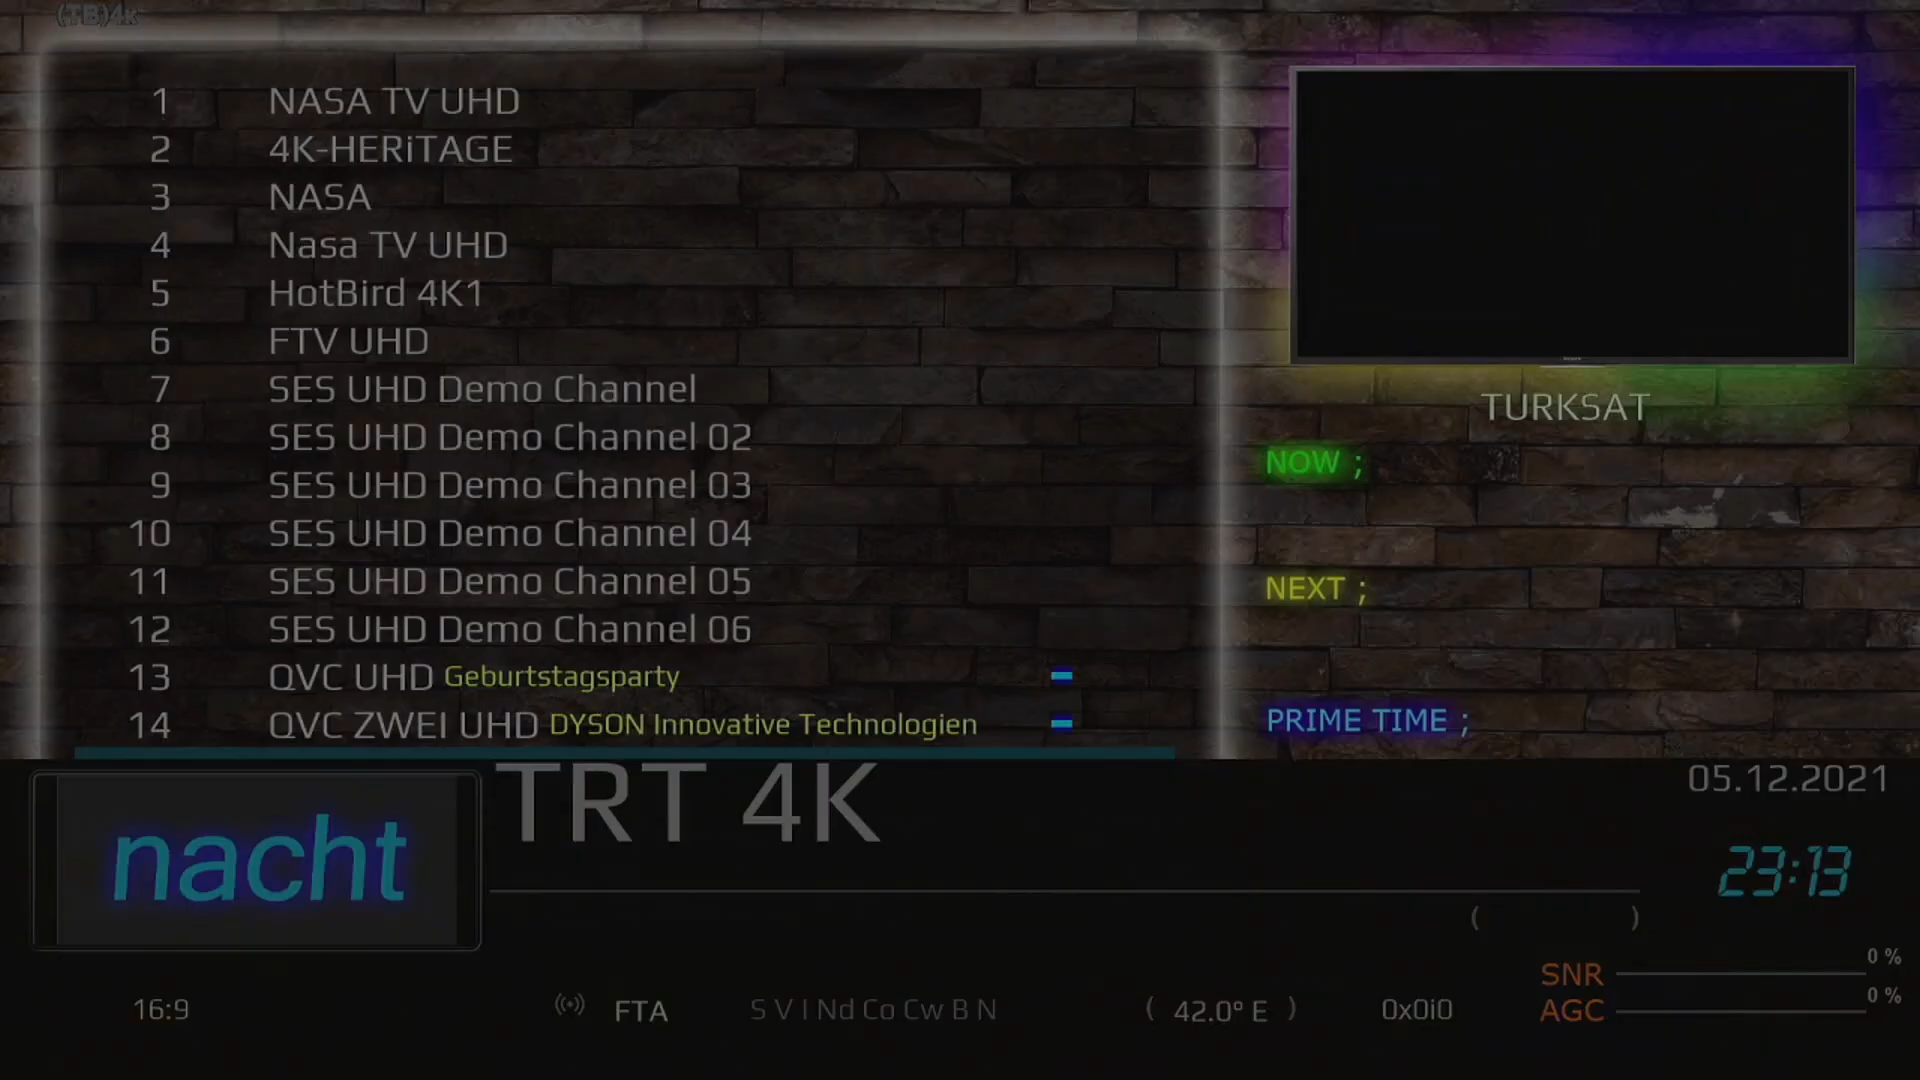 (TB)4k
1 NASA TV UHD
2 4K-HERiTAGE
3 NASA
4 Nasa TV UHD
5 HotBird 4K1
6 FTV UHD
7 SES UHD Demo Channel
8 SES UHD Demo Channel 02
9 SES UHD Demo Channel 03
10 SES UHD Demo Channel 04
11 SES UHD Demo Channel 05
12 SES UHD Demo Channel 06
13 QVC UHD Geburtstagsparty
14 QVC ZWEI UHD DYSON Innovative Technologien
TURKSAT
NOW ;
NEXT ;
PRIME TIME ;
nacht
TRT 4K
05.12.2021
23:13
( )
16:9
FTA
S V I Nd Co Cw B N
( 42.0° E )
0x0i0
SNR 0 %
AGC 0 %